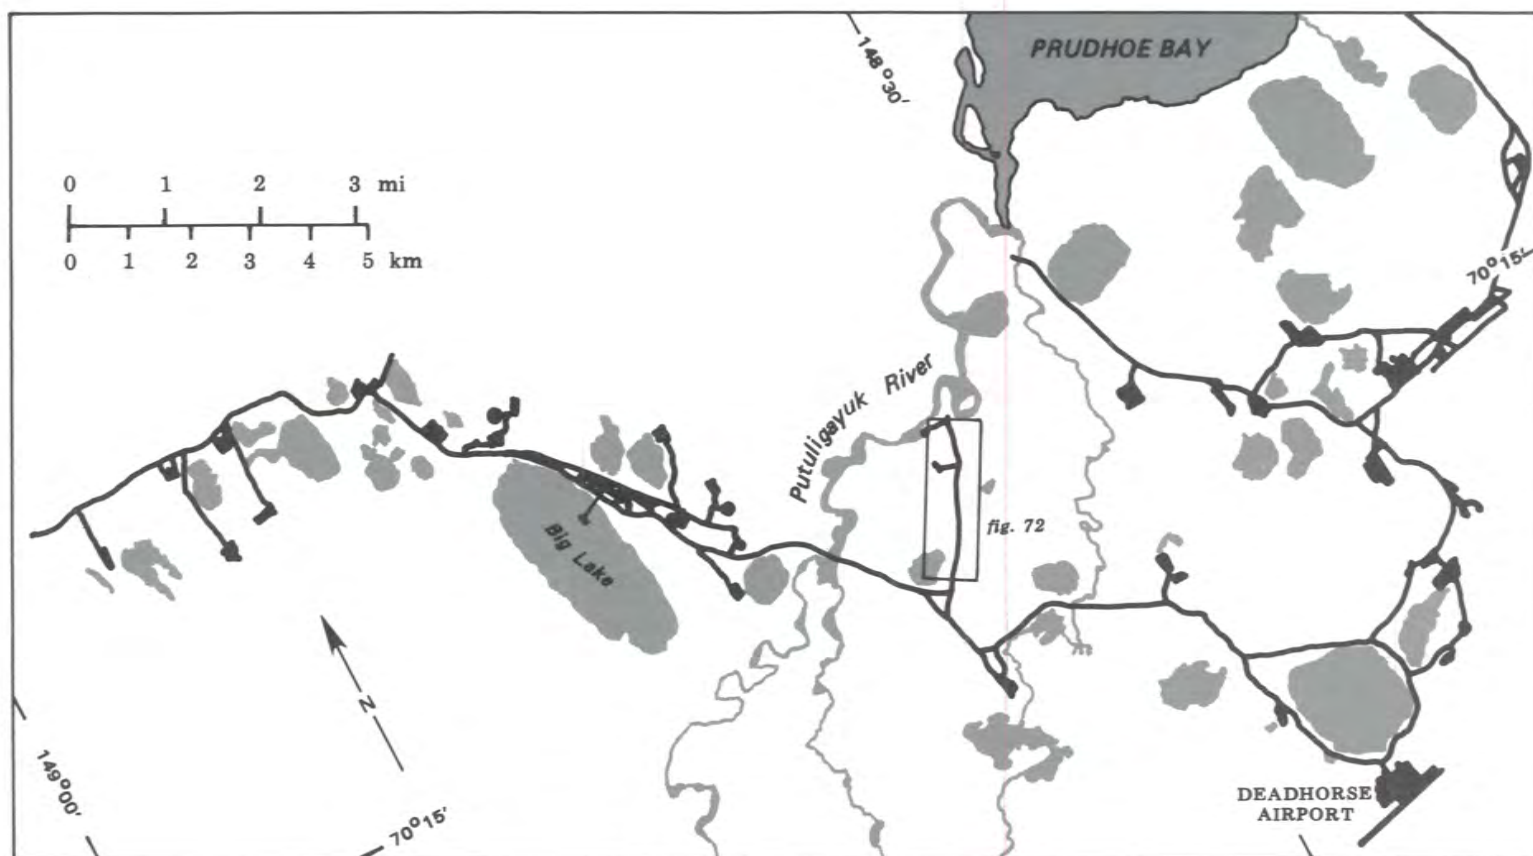 PRUDHOE BAY
148°30'
0 1 2 3 mi
0 1 2 3 4 5 km
70°15'
Putuligayuk River
fig. 72
Big Lake
N
149°00'
70°15'
DEADHORSE
AIRPORT